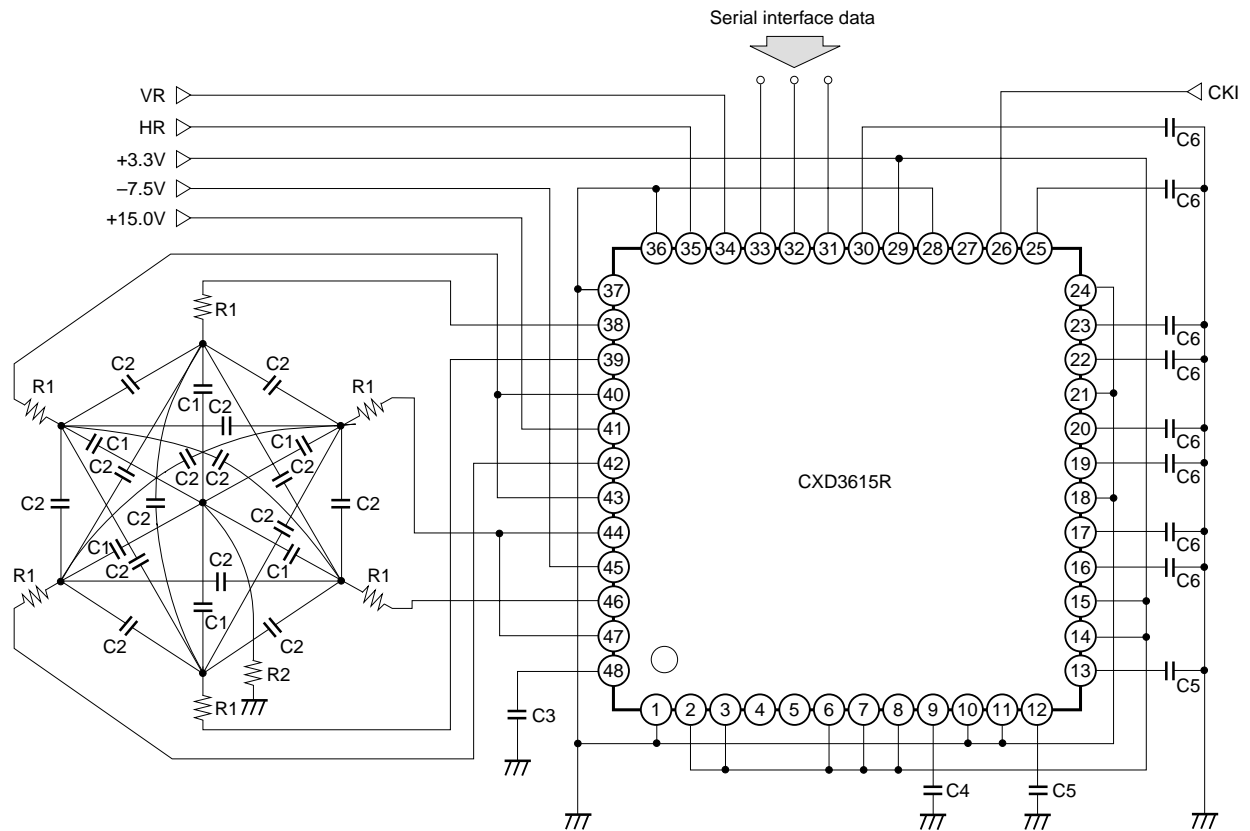 Serial interface data
VR
CKI
HR
C6
+3.3V
–7.5V
C6
+15.0V
36 35 34 33 32 31 30 29 28 27 26 25
37 24
R1
38 23 C6
39 22 C6
C2 C2
R1 R1
C1 C2
40 21
41 20 C6
C1 C1
42 19 C6
C2 C2 C2 C2
CXD3615R
43 18
C2 C2 C2
C2
44 17 C6
C1 C2 C2 C1
45 16 C6
R1 R1
46 15
C1
C2 C2
47 14
48 13 C5
R2
R1
C3
1 2 3 4 5 6 7 8 9 10 11 12
C4 C5